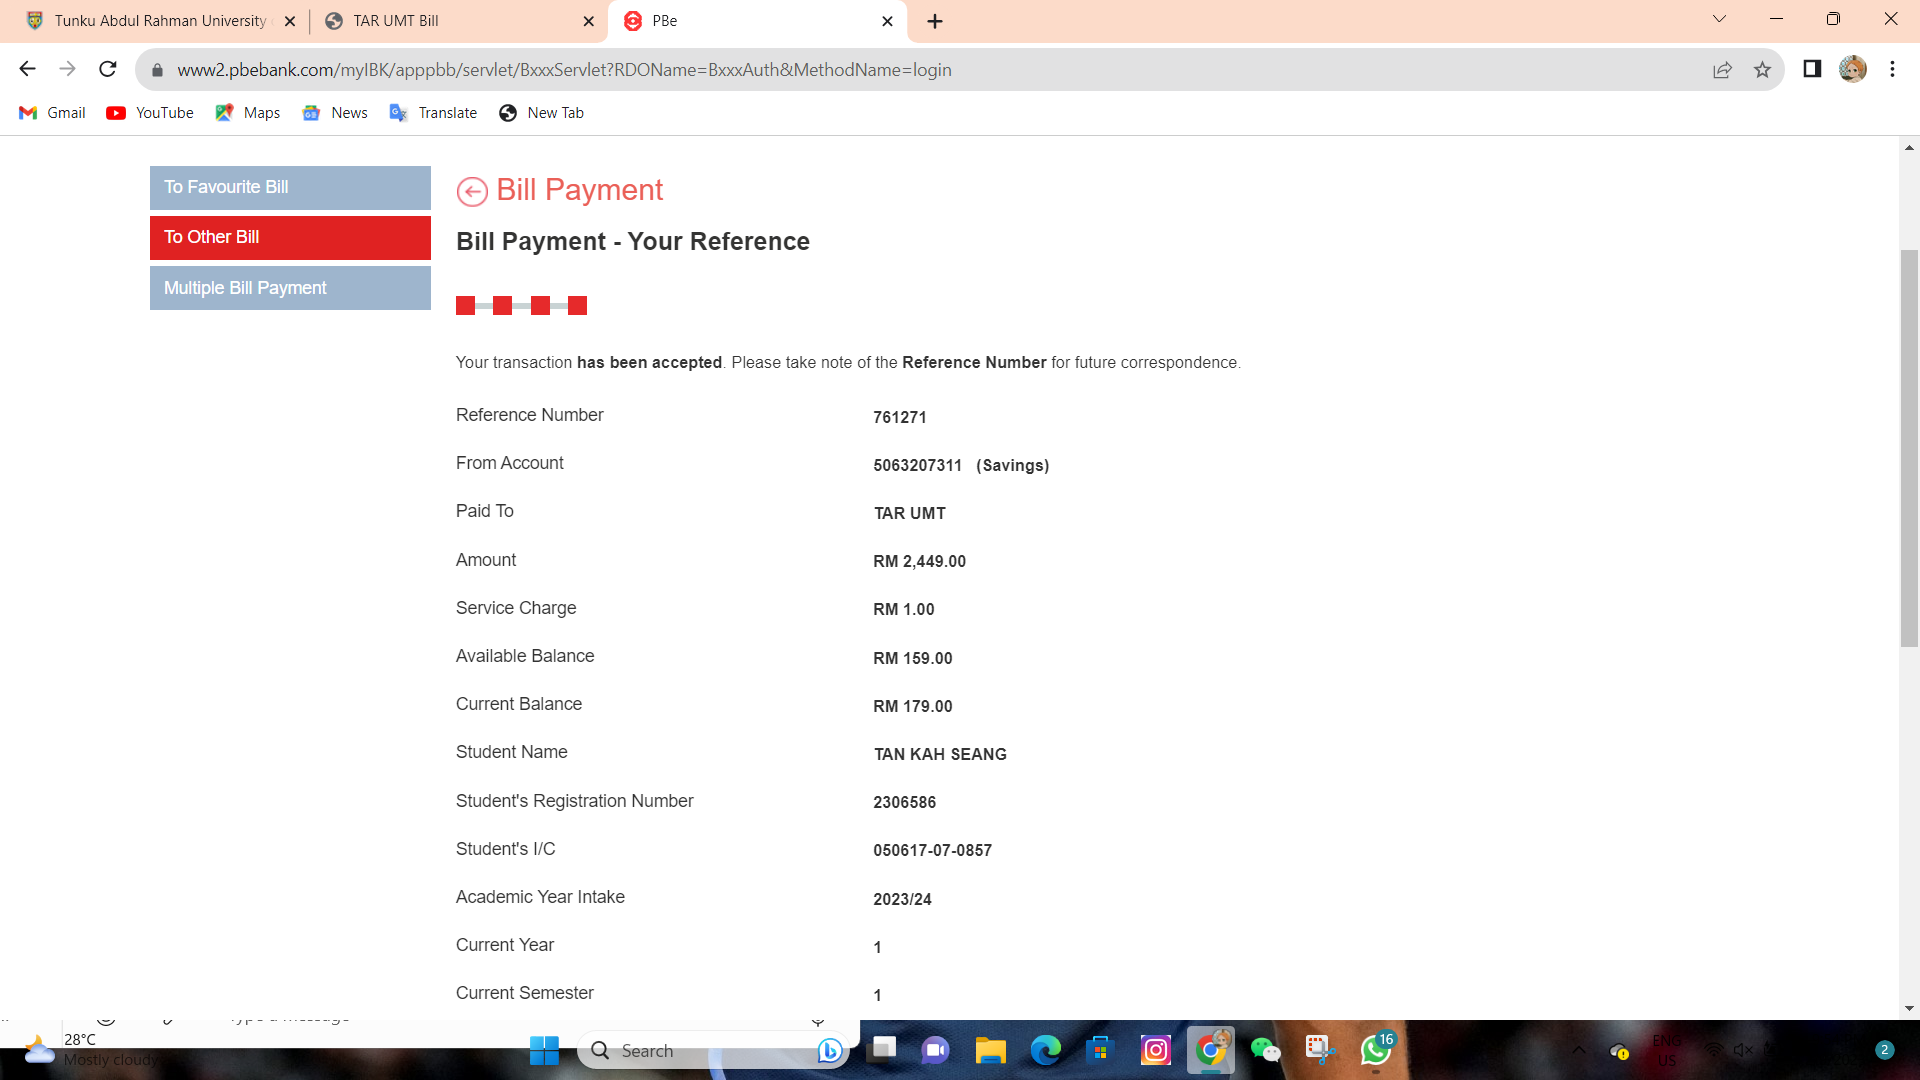 Tunku Abdul Rahman University
TAR UMT Bill
PBe
www2.pbebank.com/myIBK/apppbb/servlet/BxxxServlet?RDOName=BxxxAuth&MethodName=login
Gmail
YouTube
Maps
News
Translate
New Tab
To Favourite Bill
To Other Bill
Multiple Bill Payment
Bill Payment
Bill Payment - Your Reference
Your transaction has been accepted. Please take note of the Reference Number for future correspondence.
Reference Number 761271
From Account 5063207311 (Savings)
Paid To TAR UMT
Amount RM 2,449.00
Service Charge RM 1.00
Available Balance RM 159.00
Current Balance RM 179.00
Student Name TAN KAH SEANG
Student's Registration Number 2306586
Student's I/C 050617-07-0857
Academic Year Intake 2023/24
Current Year 1
Current Semester 1
Type a message
28°C
Mostly cloudy
Search
16
ENG
US
2